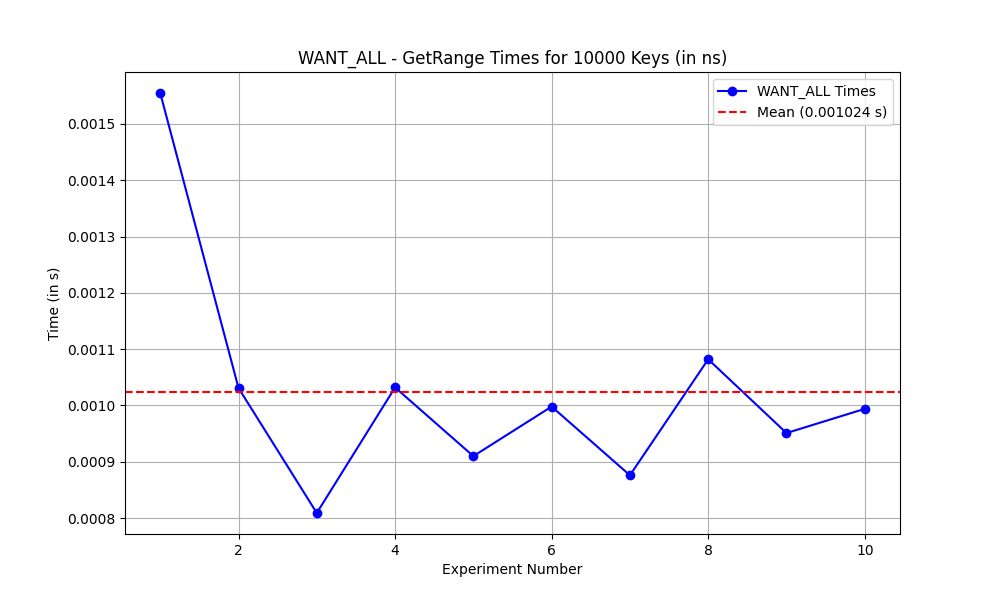 WANT_ALL - GetRange Times for 10000 Keys (in ns)
WANT_ALL Times
Mean (0.001024 s)
0.0015
0.0014
0.0013
0.0012
0.0011
0.0010
0.0009
0.0008
Time (in s)
2 4 6 8 10
Experiment Number